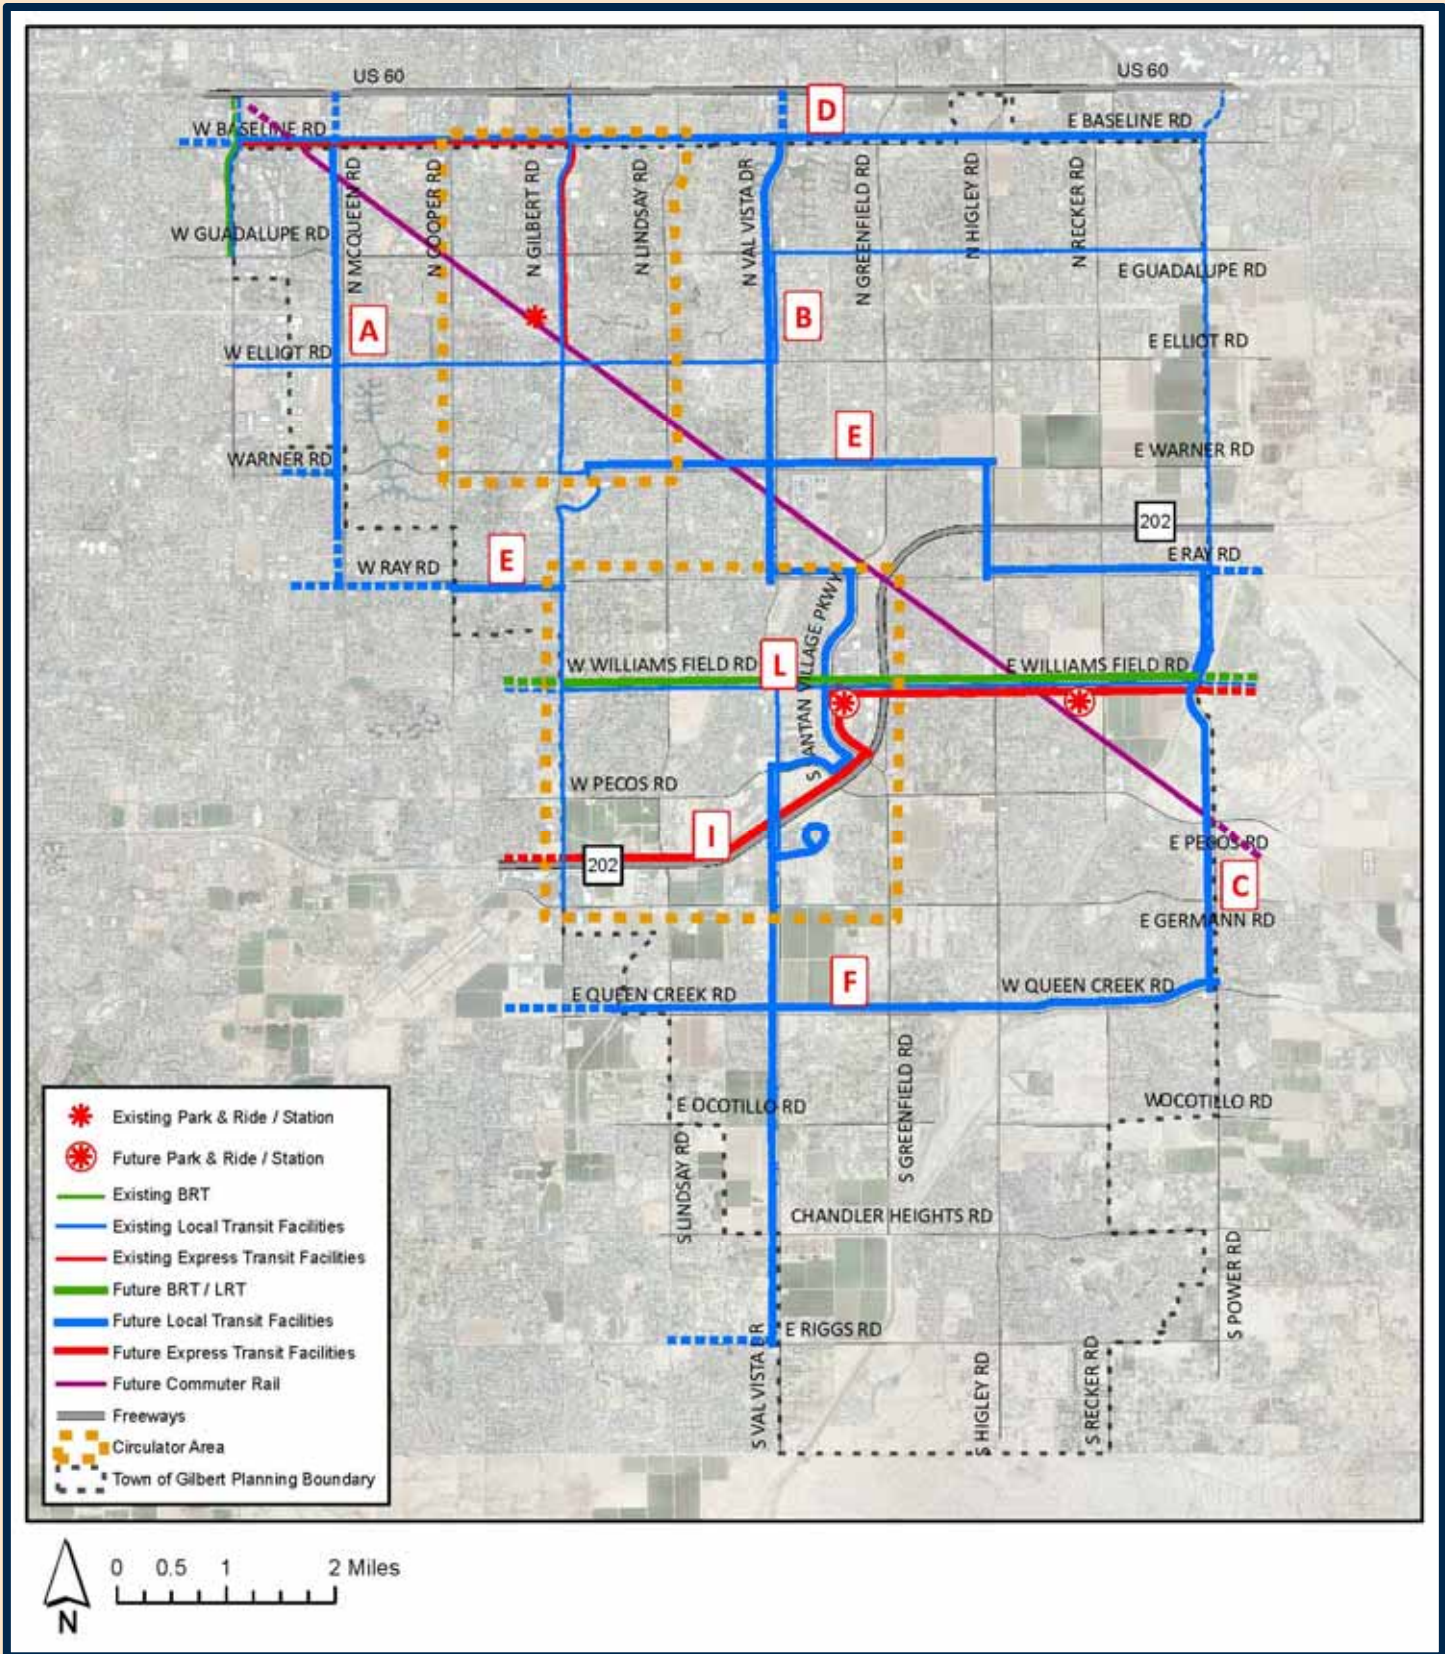 US 60
US 60
D
W BASELINE RD
E BASELINE RD
N MCQUEEN RD
N COOPER RD
N GILBERT RD
N LINDSAY RD
N VAL VISTA DR
N GREENFIELD RD
N HIGLEY RD
N RECKER RD
W GUADALUPE RD
E GUADALUPE RD
A
B
W ELLIOT RD
E ELLIOT RD
E
WARNER RD
E WARNER RD
202
E
W RAY RD
E RAY RD
S SANTAN VILLAGE PKWY
W WILLIAMS FIELD RD
L
E WILLIAMS FIELD RD
W PECOS RD
I
202
E PECOS RD
C
E GERMANN RD
F
E QUEEN CREEK RD
W QUEEN CREEK RD
S GREENFIELD RD
E OCOTILLO RD
W OCOTILLO RD
S LINDSAY RD
CHANDLER HEIGHTS RD
S POWER RD
E RIGGS RD
S VAL VISTA DR
S HIGLEY RD
S RECKER RD
Existing Park & Ride / Station
Future Park & Ride / Station
Existing BRT
Existing Local Transit Facilities
Existing Express Transit Facilities
Future BRT / LRT
Future Local Transit Facilities
Future Express Transit Facilities
Future Commuter Rail
Freeways
Circulator Area
Town of Gilbert Planning Boundary
0 0.5 1 2 Miles
N